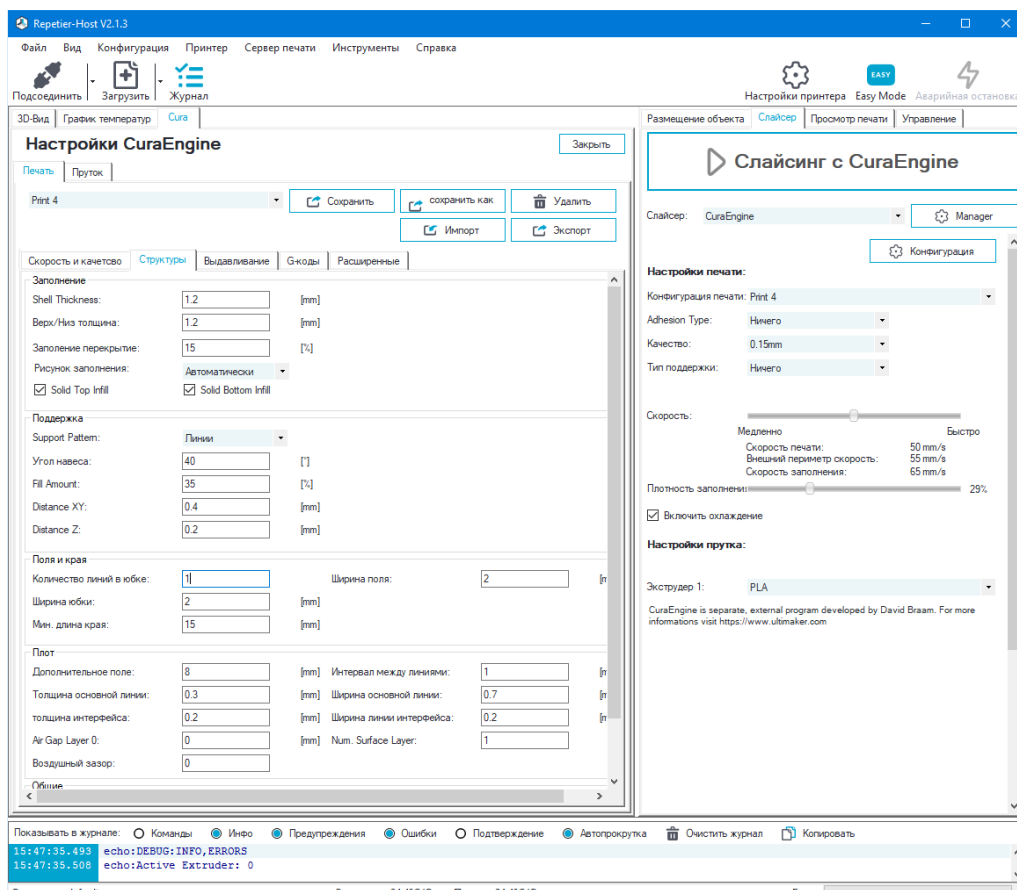 Repetier-Host V2.1.3
Файл Вид Конфигурация Принтер Сервер печати Инструменты Справка
Подсоединить Загрузить Журнал Настройки принтера Easy Mode Аварийная остановка
EASY
3D-Вид График температур Cura
Настройки CuraEngine Закрыть
Печать Пруток
Print 4 Сохранить сохранить как Удалить
Импорт Экспорт
Скорость и качетсво Структуры Выдавливание G-коды Расширенные
Заполнение
Shell Thickness: 1.2 [mm]
Верх/Низ толщина: 1.2 [mm]
Заполение перекрытие: 15 [%]
Рисунок заполнения: Автоматически
Solid Top Infill Solid Bottom Infill
Поддержка
Support Pattern: Линии
Угол навеса: 40 [°]
Fill Amount: 35 [%]
Distance XY: 0.4 [mm]
Distance Z: 0.2 [mm]
Поля и края
Количество линий в юбке: 1 Ширина поля: 2
Ширина юбки: 2 [mm]
Мин. длина края: 15 [mm]
Плот
Дополнительное поле: 8 [mm] Интервал между линиями: 1
Толщина основной линии: 0.3 [mm] Ширина основной линии: 0.7
толщина интерфейса: 0.2 [mm] Ширина линии интерфейса: 0.2
Air Gap Layer 0: 0 [mm] Num. Surface Layer: 1
Воздушный зазор: 0
Общие
Размещение объекта Слайсер Просмотр печати Управление
Слайсинг с CuraEngine
Слайсер: CuraEngine Manager
Конфигурация
Настройки печати:
Конфигурация печати: Print 4
Adhesion Type: Ничего
Качество: 0.15mm
Тип поддержки: Ничего
Скорость:
Медленно Быстро
Скорость печати: 50 mm/s
Внешний периметр скорость: 55 mm/s
Скорость заполнения: 65 mm/s
Плотность заполнени 29%
Включить охлаждение
Настройки прутка:
Экструдер 1: PLA
CuraEngine is separate, external program developed by David Braam. For more
informations visit https://www.ultimaker.com
Показывать в журнале: Команды Инфо Предупреждения Ошибки Подтверждение Автопрокрутка Очистить журнал Копировать
15:47:35.493 echo:DEBUG:INFO,ERRORS
15:47:35.508 echo:Active Extruder: 0